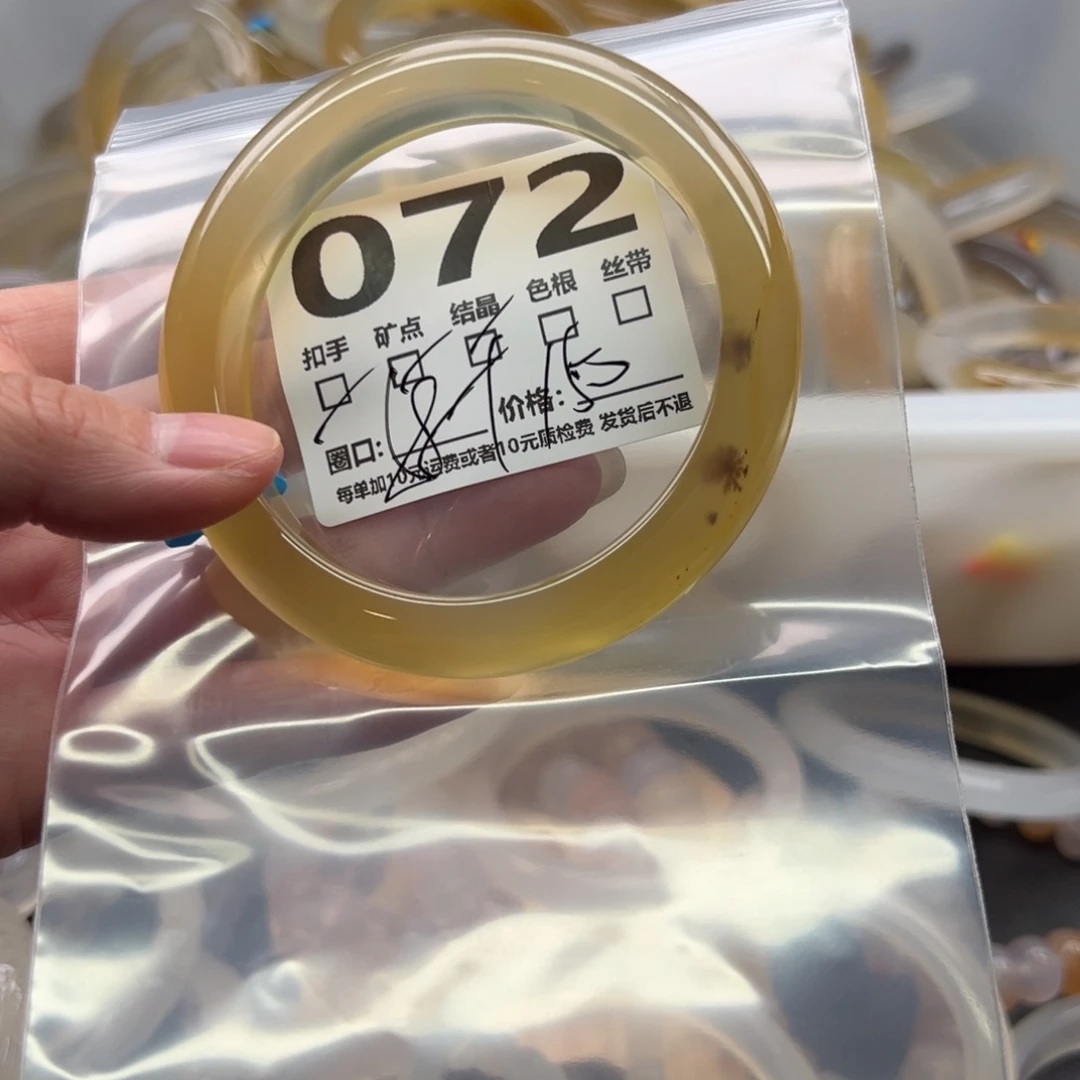 072
扣手 矿点 结晶 色根 丝带
圈口: 价格:
每单加10元运费或者10元质检费 发货后不退